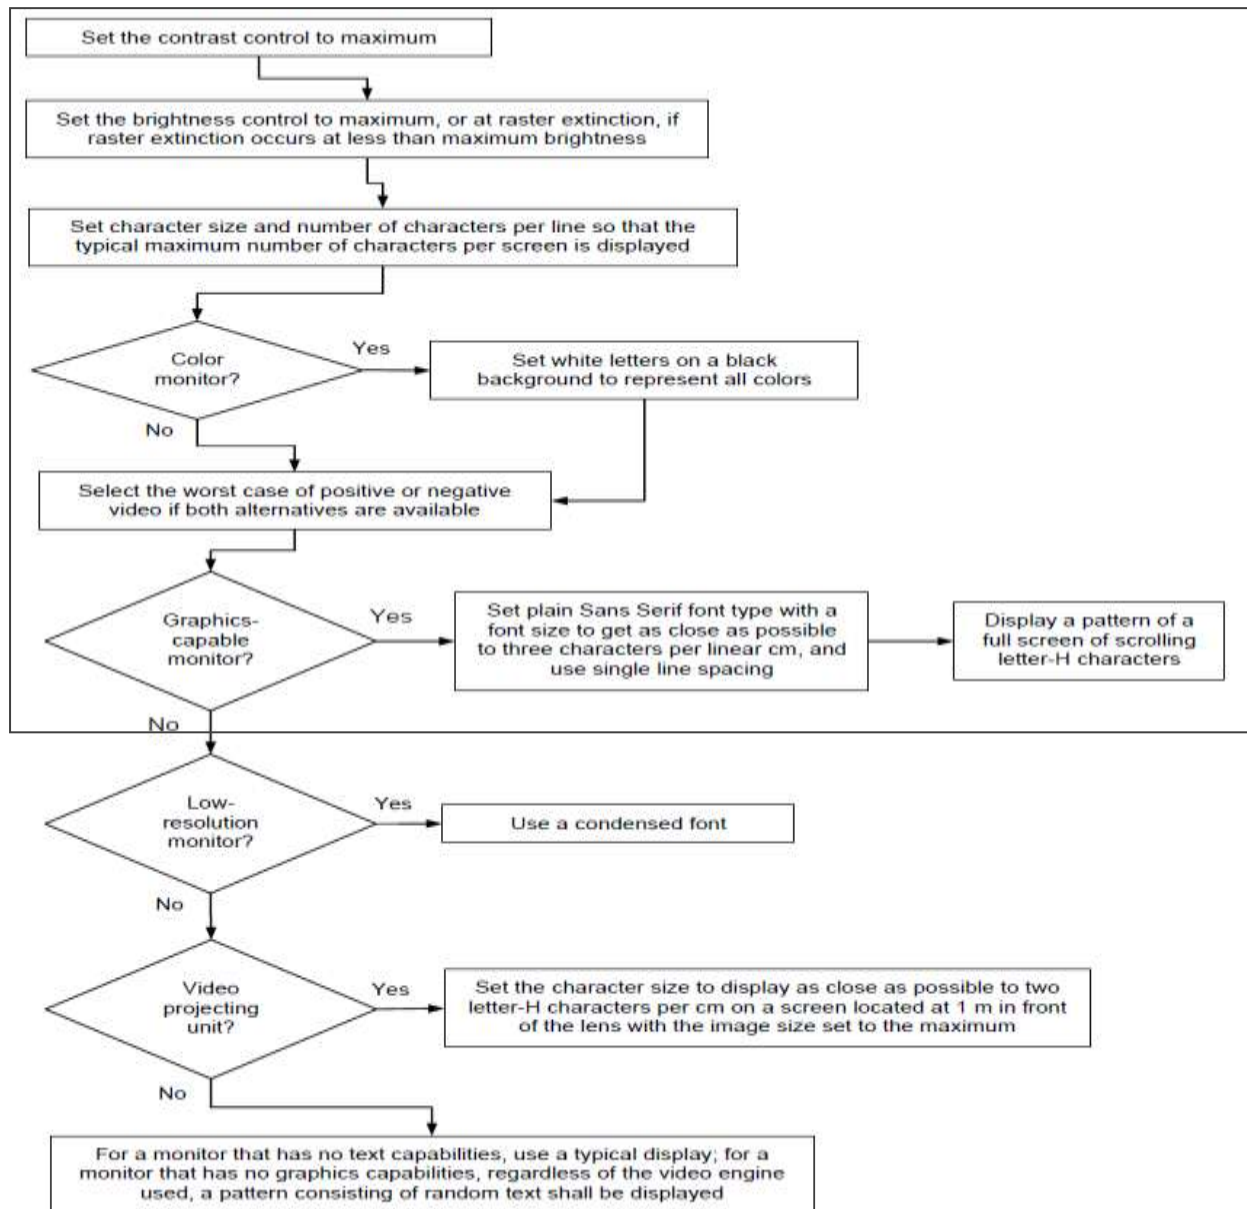 Set the contrast control to maximum
Set the brightness control to maximum, or at raster extinction, if
raster extinction occurs at less than maximum brightness
Set character size and number of characters per line so that the
typical maximum number of characters per screen is displayed
Color
monitor?
Yes
Set white letters on a black
background to represent all colors
No
Select the worst case of positive or negative
video if both alternatives are available
Graphics-
capable
monitor?
Yes
Set plain Sans Serif font type with a
font size to get as close as possible
to three characters per linear cm, and
use single line spacing
Display a pattern of a
full screen of scrolling
letter-H characters
No
Low-
resolution
monitor?
Yes
Use a condensed font
No
Video
projecting
unit?
Yes
Set the character size to display as close as possible to two
letter-H characters per cm on a screen located at 1 m in front
of the lens with the image size set to the maximum
No
For a monitor that has no text capabilities, use a typical display; for a
monitor that has no graphics capabilities, regardless of the video engine
used, a pattern consisting of random text shall be displayed